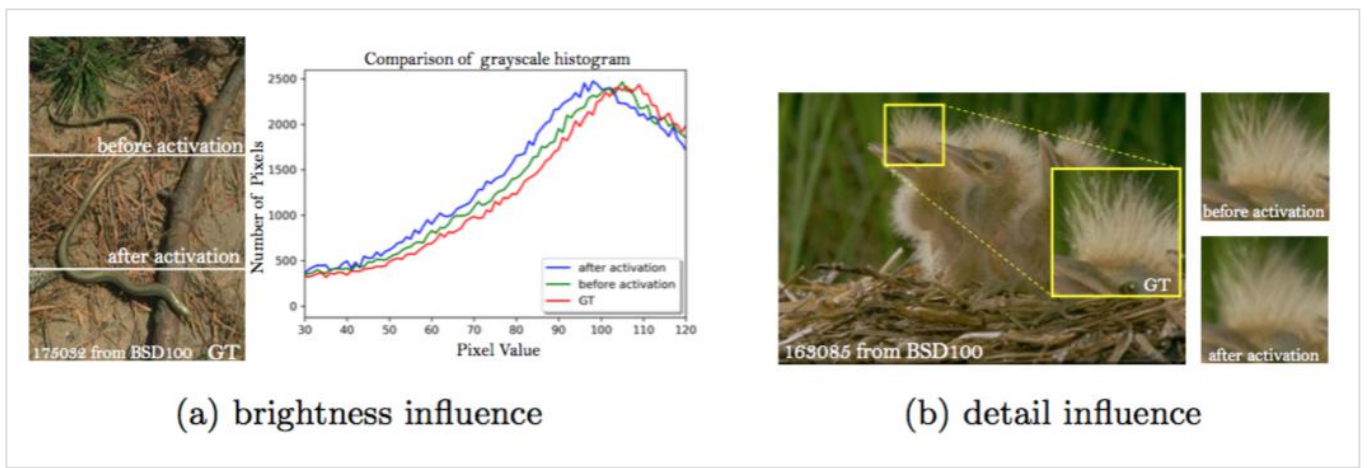 before activation
after activation
175032 from BSD100 GT
Comparison of grayscale histogram
Number of Pixels
2500
2000
1500
1000
500
0
30 40 50 60 70 80 90 100 110 120
Pixel Value
after activation
before activation
GT
(a) brightness influence
GT
163085 from BSD100
before activation
after activation
(b) detail influence